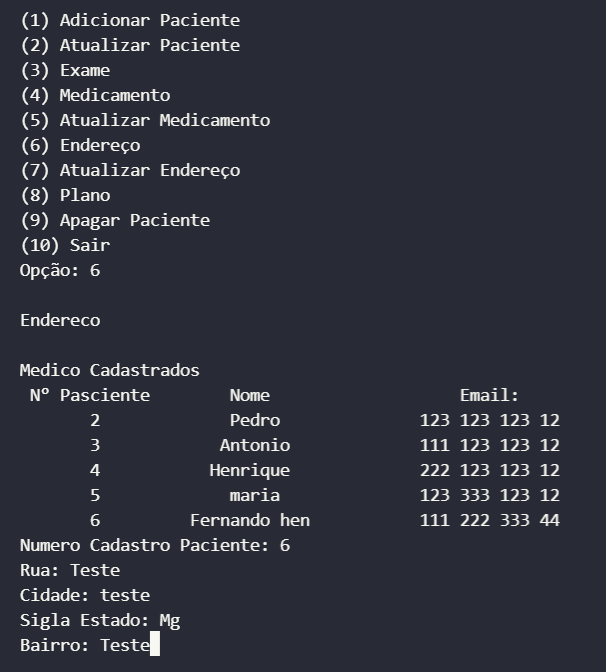 (1) Adicionar Paciente
(2) Atualizar Paciente
(3) Exame
(4) Medicamento
(5) Atualizar Medicamento
(6) Endereço
(7) Atualizar Endereço
(8) Plano
(9) Apagar Paciente
(10) Sair
Opção: 6
Endereco
Medico Cadastrados
Nº Pasciente Nome Email:
2 Pedro 123 123 123 12
3 Antonio 111 123 123 12
4 Henrique 222 123 123 12
5 maria 123 333 123 12
6 Fernando hen 111 222 333 44
Numero Cadastro Paciente: 6
Rua: Teste
Cidade: teste
Sigla Estado: Mg
Bairro: Teste